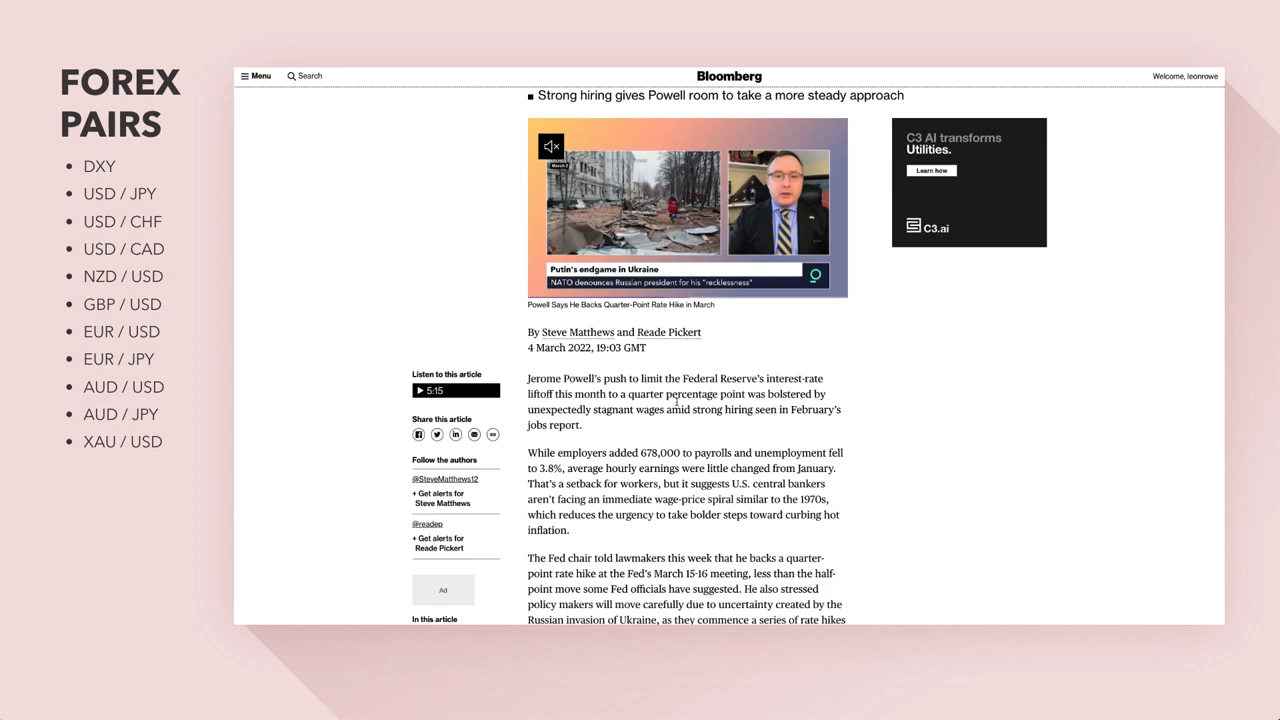 FOREX
PAIRS
DXY
USD / JPY
USD / CHF
USD / CAD
NZD / USD
GBP / USD
EUR / USD
EUR / JPY
AUD / USD
AUD / JPY
XAU / USD
Menu
Search
Bloomberg
Welcome, leonrowe
Strong hiring gives Powell room to take a more steady approach
March 3
Putin's endgame in Ukraine
NATO denounces Russian president for his "recklessness"
Powell Says He Backs Quarter-Point Rate Hike in March
C3 AI transforms
Utilities.
Learn how
C3.ai
By Steve Matthews and Reade Pickert
4 March 2022, 19:03 GMT
Listen to this article
5:15
Share this article
Follow the authors
@SteveMatthews12
+ Get alerts for
Steve Matthews
@readep
+ Get alerts for
Reade Pickert
Ad
In this article
Jerome Powell's push to limit the Federal Reserve's interest-rate
liftoff this month to a quarter percentage point was bolstered by
unexpectedly stagnant wages amid strong hiring seen in February's
jobs report.
While employers added 678,000 to payrolls and unemployment fell
to 3.8%, average hourly earnings were little changed from January.
That's a setback for workers, but it suggests U.S. central bankers
aren't facing an immediate wage-price spiral similar to the 1970s,
which reduces the urgency to take bolder steps toward curbing hot
inflation.
The Fed chair told lawmakers this week that he backs a quarter-
point rate hike at the Fed's March 15-16 meeting, less than the half-
point move some Fed officials have suggested. He also stressed
policy makers will move carefully due to uncertainty created by the
Russian invasion of Ukraine, as they commence a series of rate hikes